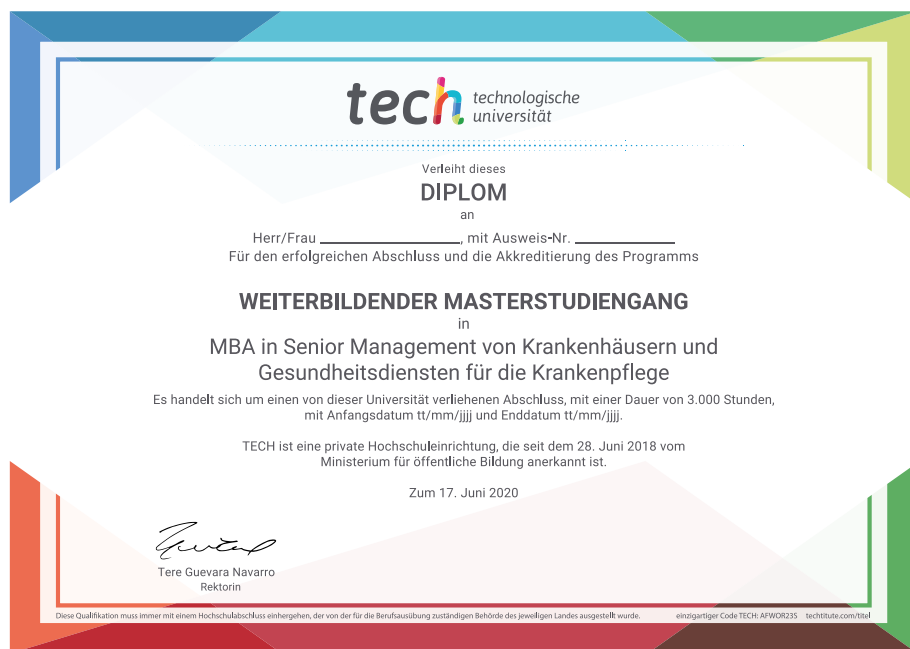 tech technologische
universität
Verleiht dieses
DIPLOM
an
Herr/Frau ____________________, mit Ausweis-Nr. ______________
Für den erfolgreichen Abschluss und die Akkreditierung des Programms
WEITERBILDENDER MASTERSTUDIENGANG
in
MBA in Senior Management von Krankenhäusern und
Gesundheitsdiensten für die Krankenpflege
Es handelt sich um einen von dieser Universität verliehenen Abschluss, mit einer Dauer von 3.000 Stunden,
mit Anfangsdatum tt/mm/jjjj und Enddatum tt/mm/jjjj.
TECH ist eine private Hochschuleinrichtung, die seit dem 28. Juni 2018 vom
Ministerium für öffentliche Bildung anerkannt ist.
Zum 17. Juni 2020
Tere Guevara Navarro
Rektorin
Diese Qualifikation muss immer mit einem Hochschulabschluss einhergehen, der von der für die Berufsausübung zuständigen Behörde des jeweiligen Landes ausgestellt wurde. einzigartiger Code TECH: AFWOR23S techtitute.com/titel